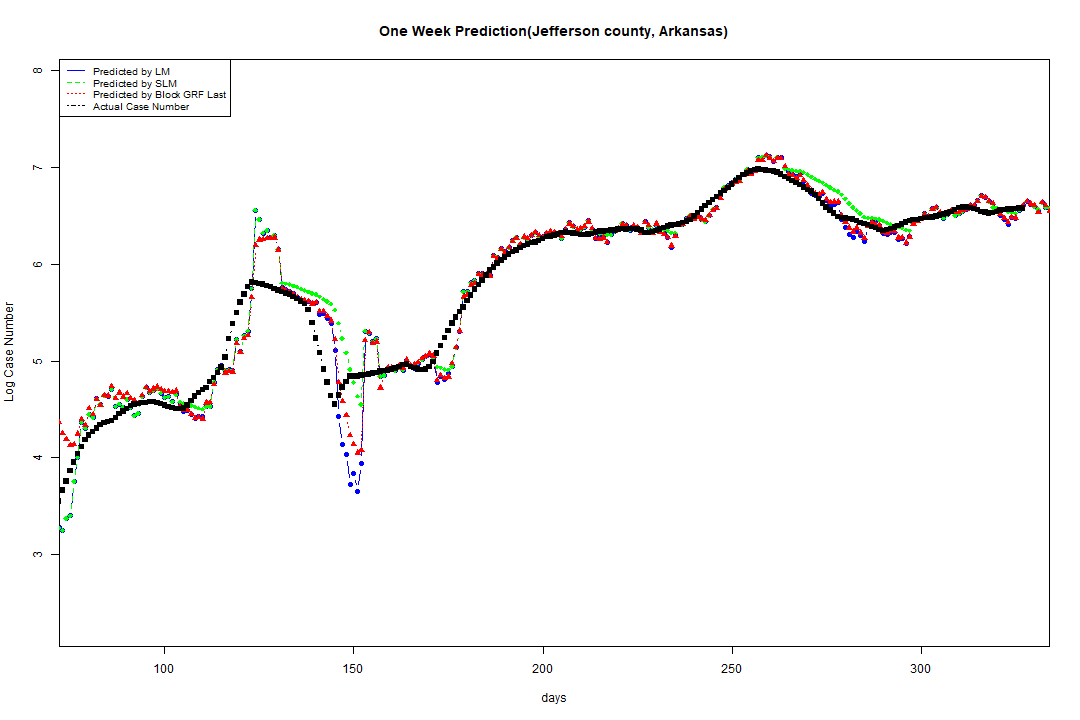 One Week Prediction(Jefferson county, Arkansas)
Predicted by LM
Predicted by SLM
Predicted by Block GRF Last
Actual Case Number
8
7
6
5
4
3
Log Case Number
100 150 200 250 300
days